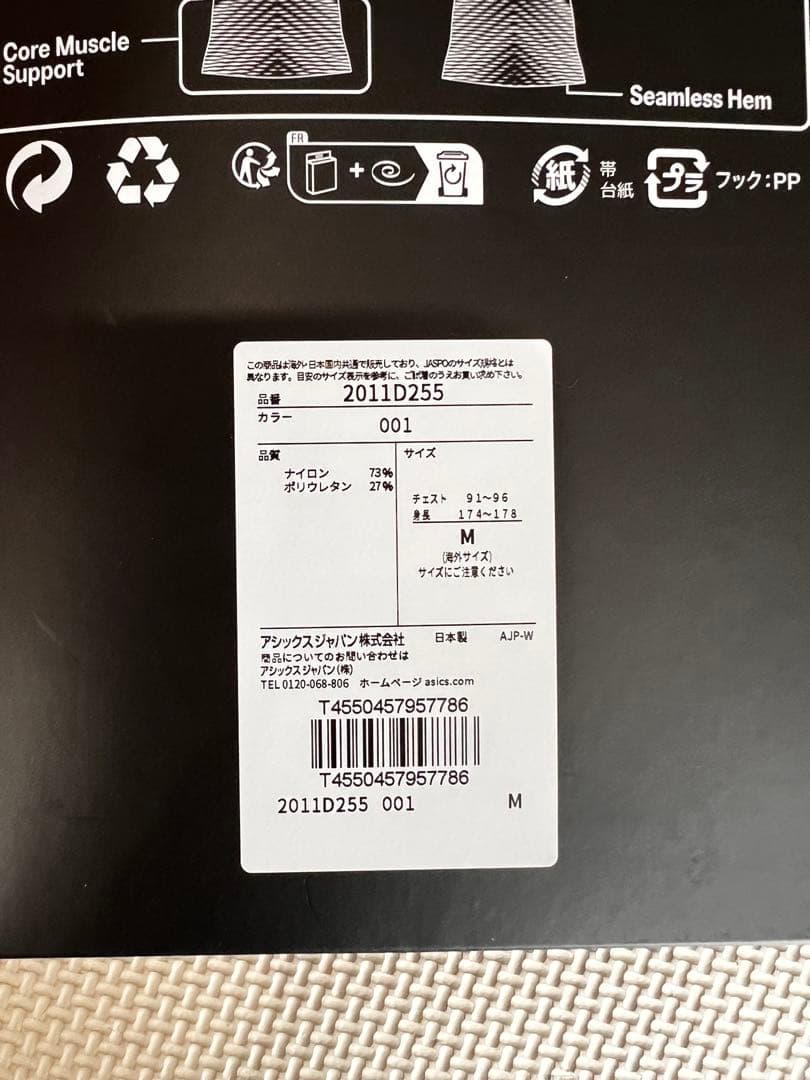 Core Muscle
Support
Seamless Hem
FR
紙
帯
台紙
プラ
フック:PP
この商品は海外・日本国内共通で販売しており、JASPOのサイズ規格とは
異なります。目安のサイズ表示を参考に、ご試着のうえお買い求め下さい。
品番 2011D255
カラー 001
品質
ナイロン 73%
ポリウレタン 27%
サイズ
チェスト 91~96
身長 174~178
M
(海外サイズ)
サイズにご注意ください
アシックスジャパン株式会社 日本製 AJP-W
商品についてのお問い合わせは
アシックスジャパン(株)
TEL 0120-068-806 ホームページ asics.com
T4550457957786
T4550457957786
2011D255 001 M